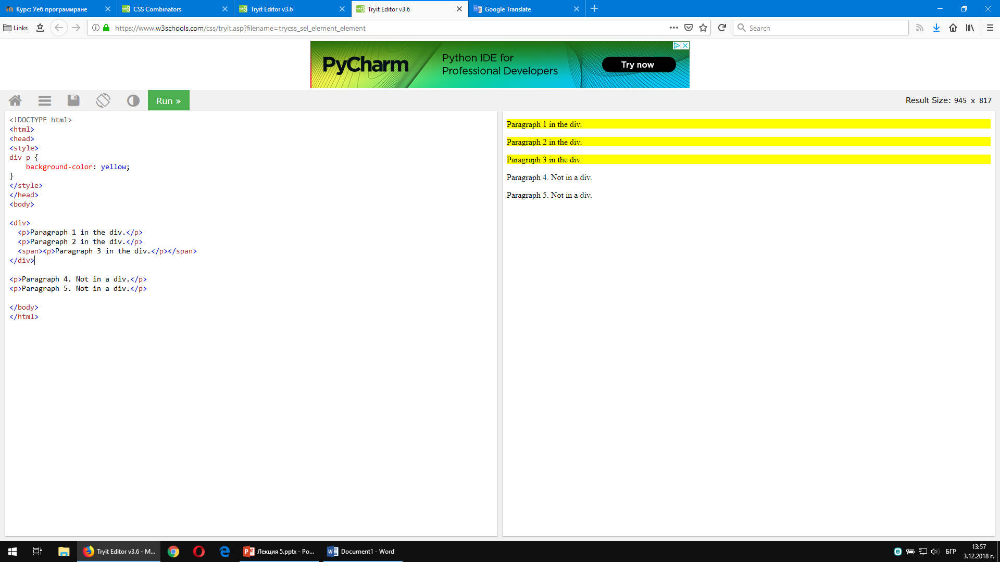 Курс: Уеб програмиране
CSS Combinators
Tryit Editor v3.6
Tryit Editor v3.6
Google Translate
Links
https://www.w3schools.com/css/tryit.asp?filename=trycss_sel_element_element
Search
PyCharm
Python IDE for
Professional Developers
Try now
Run »
Result Size: 945 x 817
<!DOCTYPE html>
<html>
<head>
<style>
div p {
    background-color: yellow;
}
</style>
</head>
<body>
<div>
  <p>Paragraph 1 in the div.</p>
  <p>Paragraph 2 in the div.</p>
  <span><p>Paragraph 3 in the div.</p></span>
</div>
<p>Paragraph 4. Not in a div.</p>
<p>Paragraph 5. Not in a div.</p>
</body>
</html>
Paragraph 1 in the div.
Paragraph 2 in the div.
Paragraph 3 in the div.
Paragraph 4. Not in a div.
Paragraph 5. Not in a div.
Tryit Editor v3.6 - M...
Лекция 5.pptx - Po...
Document1 - Word
БГР
13:57
3.12.2018 г.